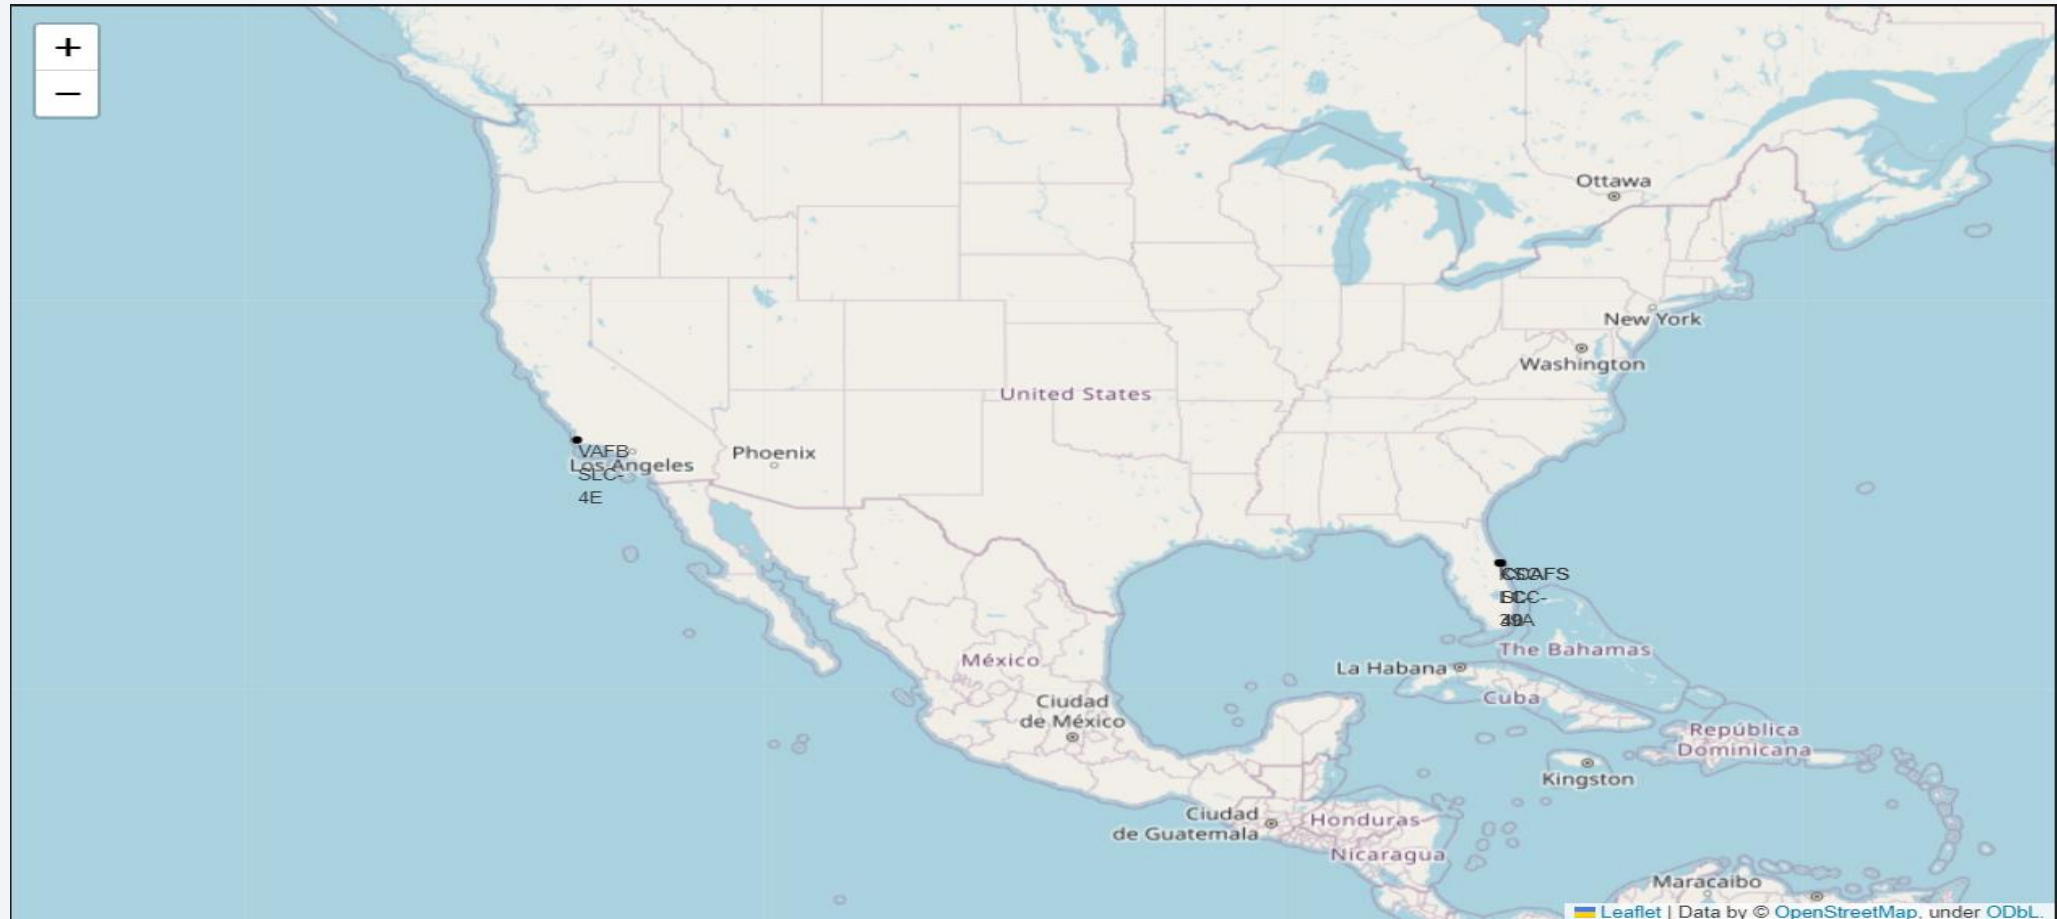 +
−
Ottawa
New York
Washington
United States
VAFB
SLC-
4E
Los Angeles
Phoenix
The Bahamas
La Habana
Cuba
México
Ciudad
de México
República
Dominicana
Kingston
Ciudad
de Guatemala
Honduras
Nicaragua
Maracaibo
Leaflet | Data by © OpenStreetMap, under ODbL.